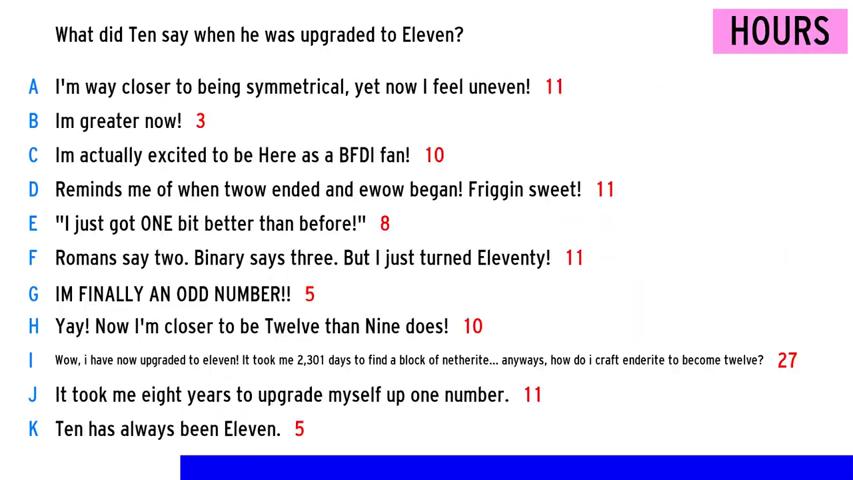 What did Ten say when he was upgraded to Eleven?
HOURS
A I'm way closer to being symmetrical, yet now I feel uneven! 11
B Im greater now! 3
C Im actually excited to be Here as a BFDI fan! 10
D Reminds me of when twow ended and ewow began! Friggin sweet! 11
E "I just got ONE bit better than before!" 8
F Romans say two. Binary says three. But I just turned Eleventy! 11
G IM FINALLY AN ODD NUMBER!! 5
H Yay! Now I'm closer to be Twelve than Nine does! 10
I Wow, i have now upgraded to eleven! It took me 2,301 days to find a block of netherite... anyways, how do i craft enderite to become twelve? 27
J It took me eight years to upgrade myself up one number. 11
K Ten has always been Eleven. 5